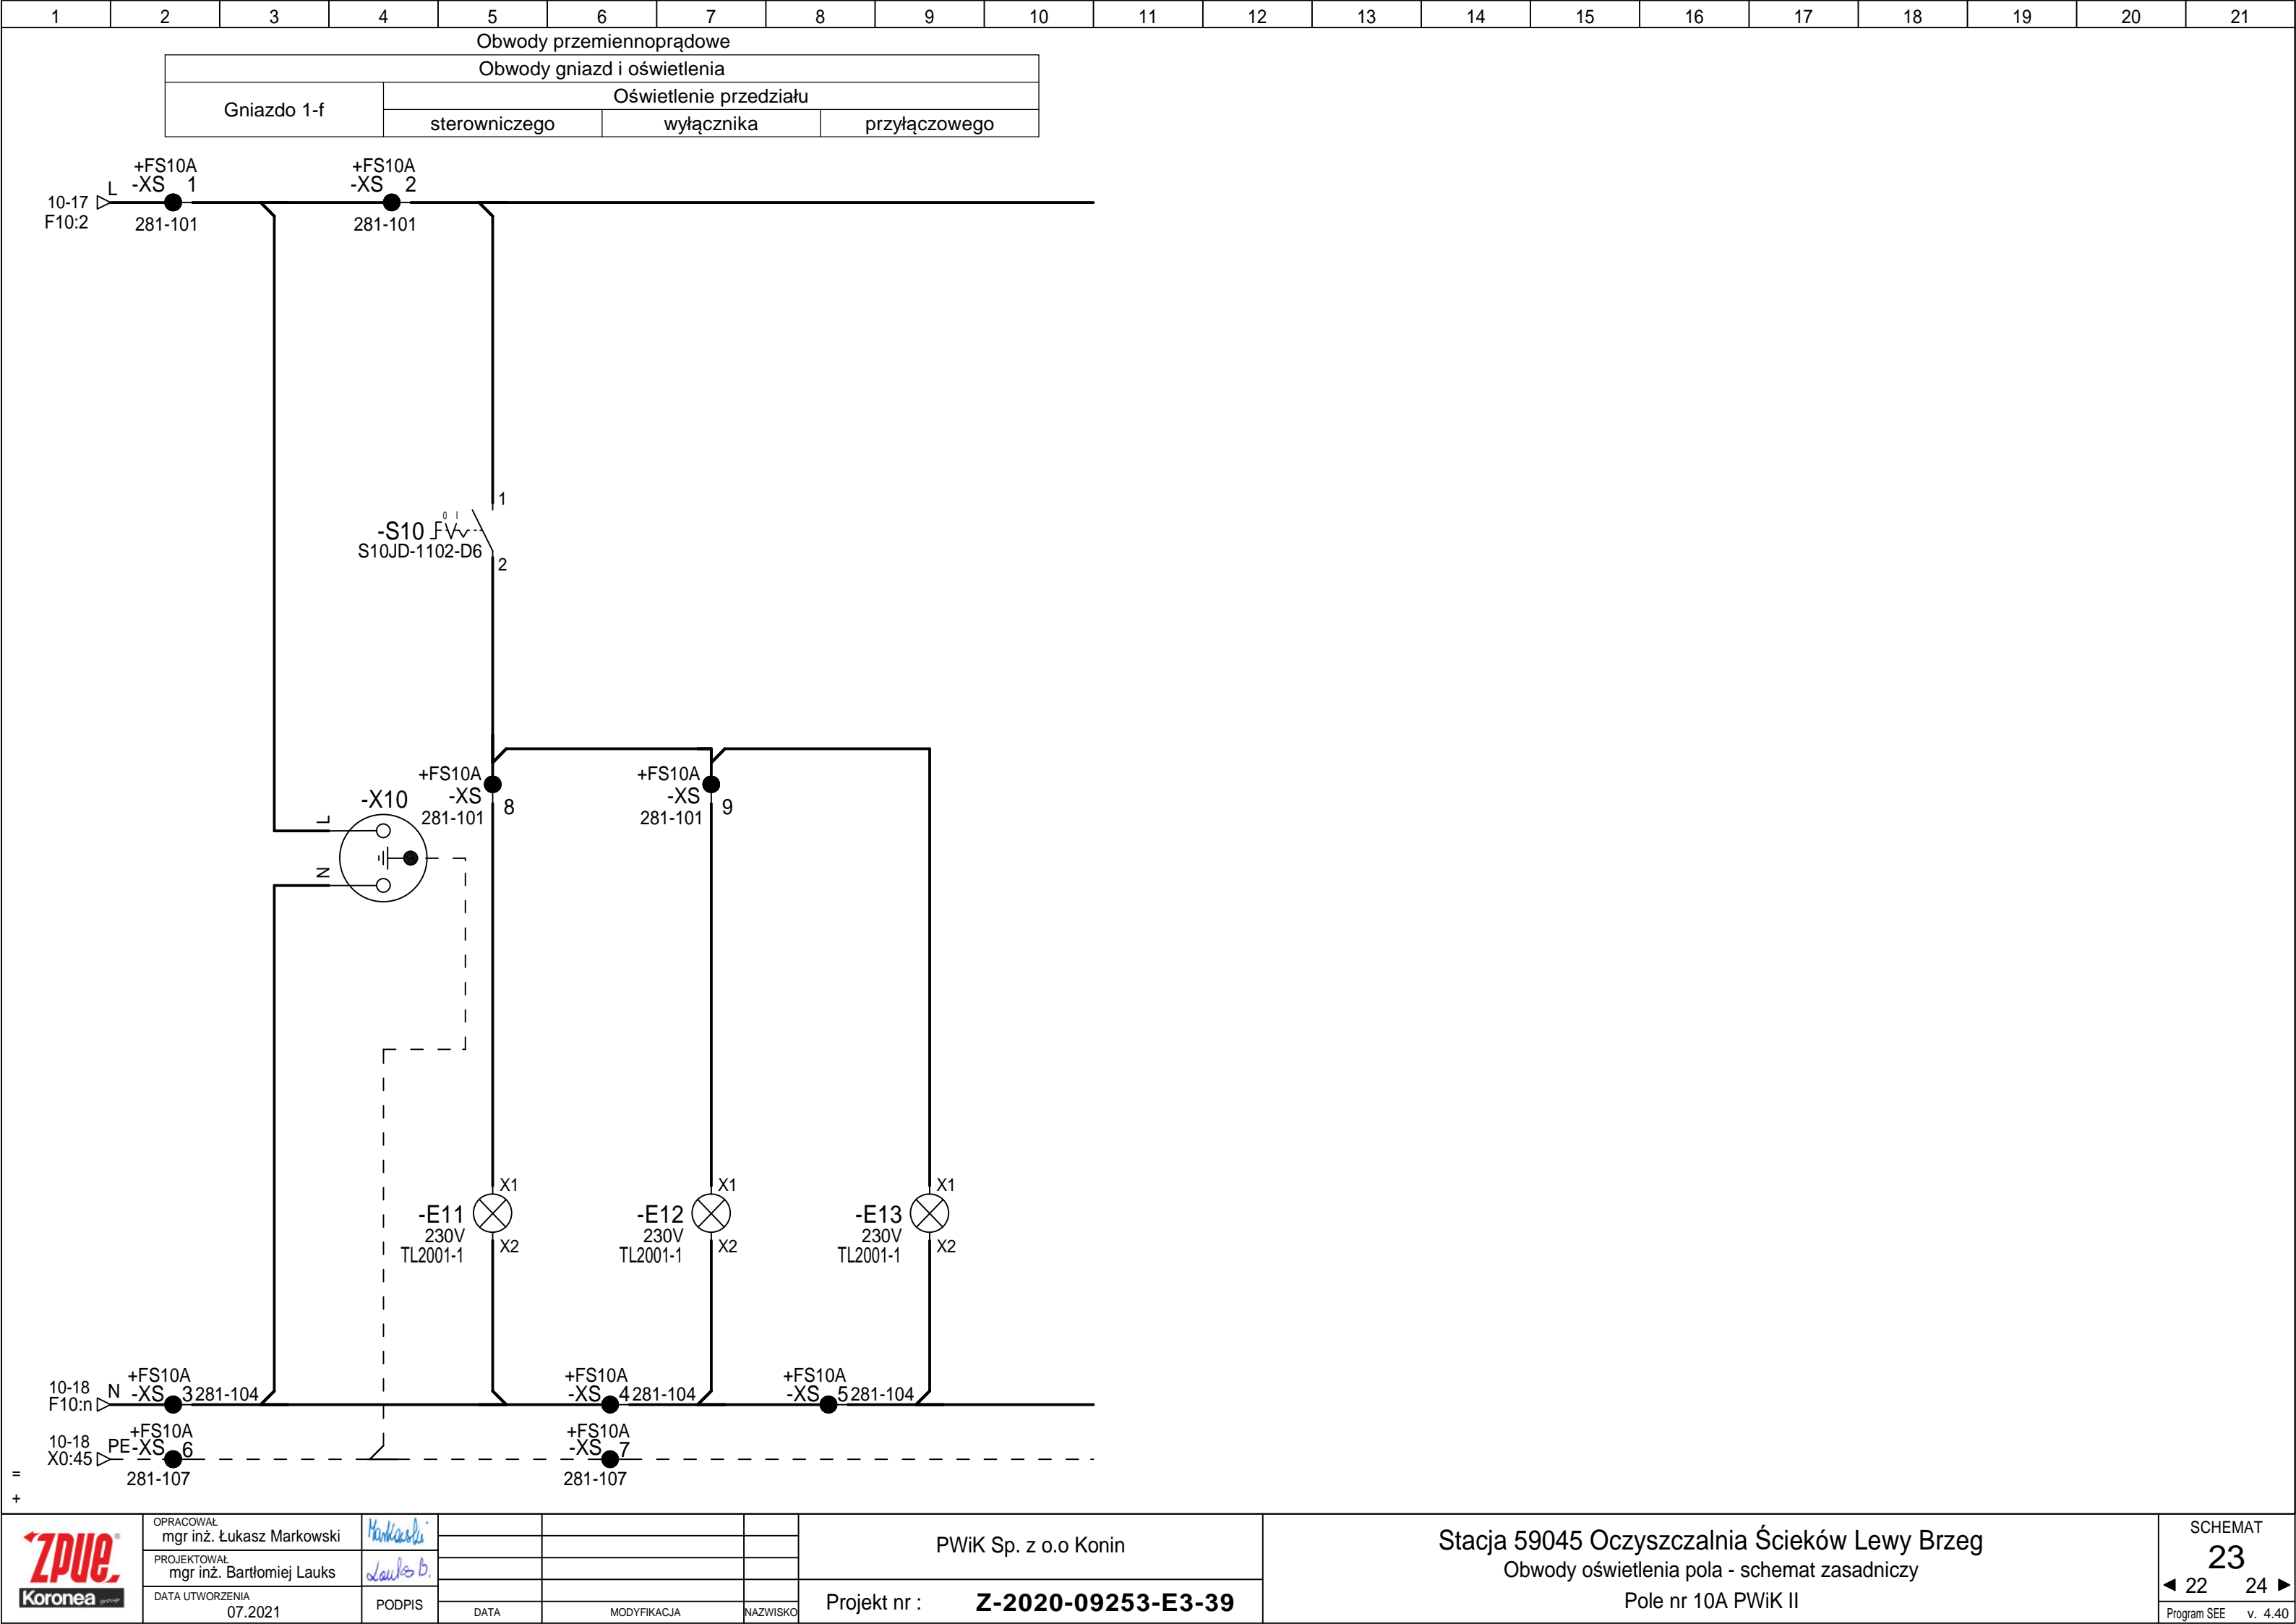 1 2 3 4 5 6 7 8 9 10 11 12 13 14 15 16 17 18 19 20 21
Obwody przemiennoprądowe
Obwody gniazd i oświetlenia
Gniazdo 1-f
Oświetlenie przedziału
sterowniczego
wyłącznika
przyłączowego
+FS10A
-XS 1
281-101
+FS10A
-XS 2
281-101
10-17
F10:2
L
1
0 I
-S10
S10JD-1102-D6
2
+FS10A
-XS
8
281-101
+FS10A
-XS
9
281-101
-X10
L
N
X1
-E11
230V
TL2001-1
X2
X1
-E12
230V
TL2001-1
X2
X1
-E13
230V
TL2001-1
X2
10-18
F10:n
N
+FS10A
-XS 3 281-104
+FS10A
-XS 4 281-104
+FS10A
-XS 5 281-104
10-18
X0:45
PE
+FS10A
-XS 6
281-107
+FS10A
-XS 7
281-107
=
+
ZPUE®
Koronea group
OPRACOWAŁ
mgr inż. Łukasz Markowski
Markowski
PROJEKTOWAŁ
mgr inż. Bartłomiej Lauks
Lauks B.
DATA UTWORZENIA
07.2021
PODPIS
DATA
MODYFIKACJA
NAZWISKO
PWiK Sp. z o.o Konin
Projekt nr : Z-2020-09253-E3-39
Stacja 59045 Oczyszczalnia Ścieków Lewy Brzeg
Obwody oświetlenia pola - schemat zasadniczy
Pole nr 10A PWiK II
SCHEMAT
23
22 24
Program SEE v. 4.40